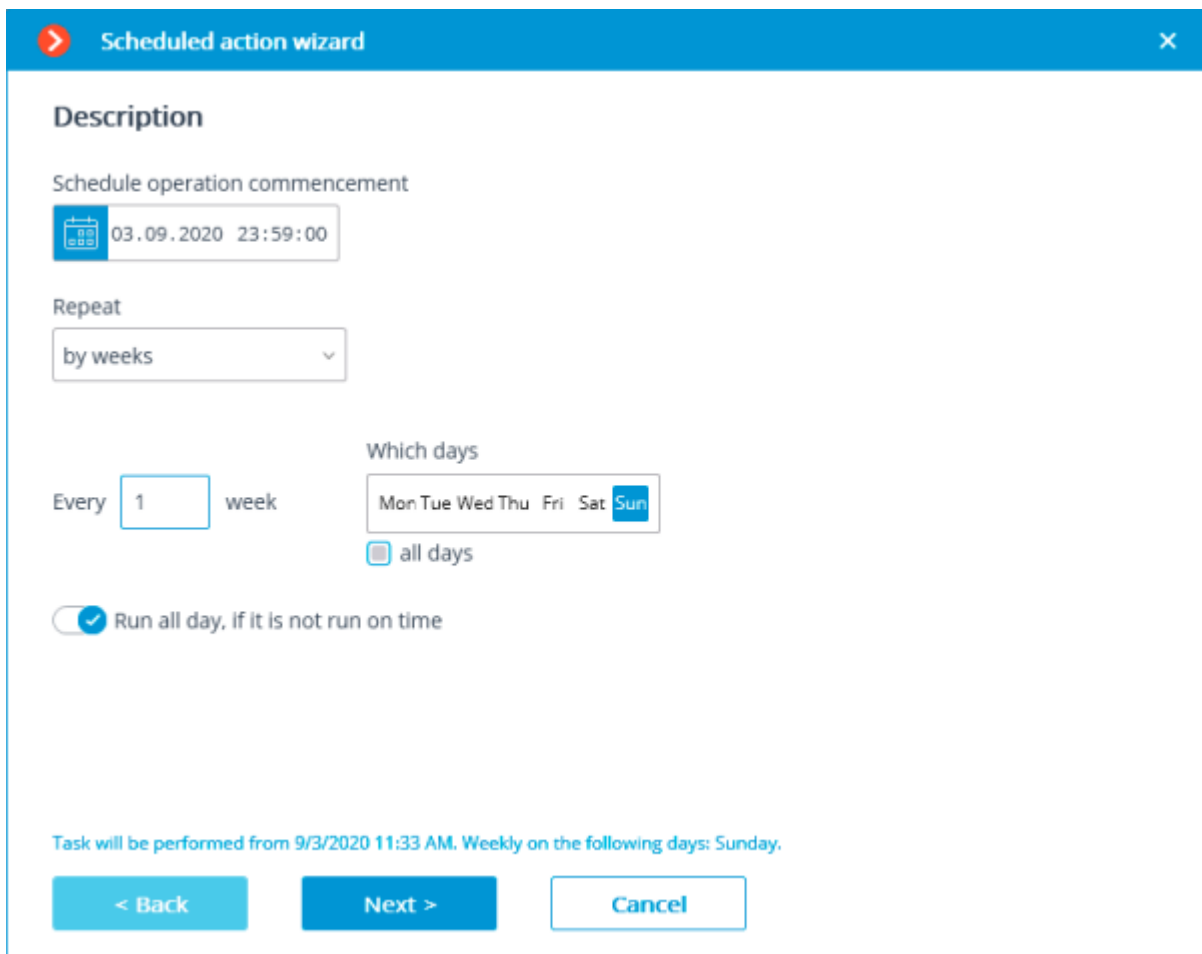 Scheduled action wizard
Description
Schedule operation commencement
03.09.2020 23:59:00
Repeat
by weeks
Which days
Every 1 week
Mon Tue Wed Thu Fri Sat Sun
all days
Run all day, if it is not run on time
Task will be performed from 9/3/2020 11:33 AM. Weekly on the following days: Sunday.
< Back Next > Cancel